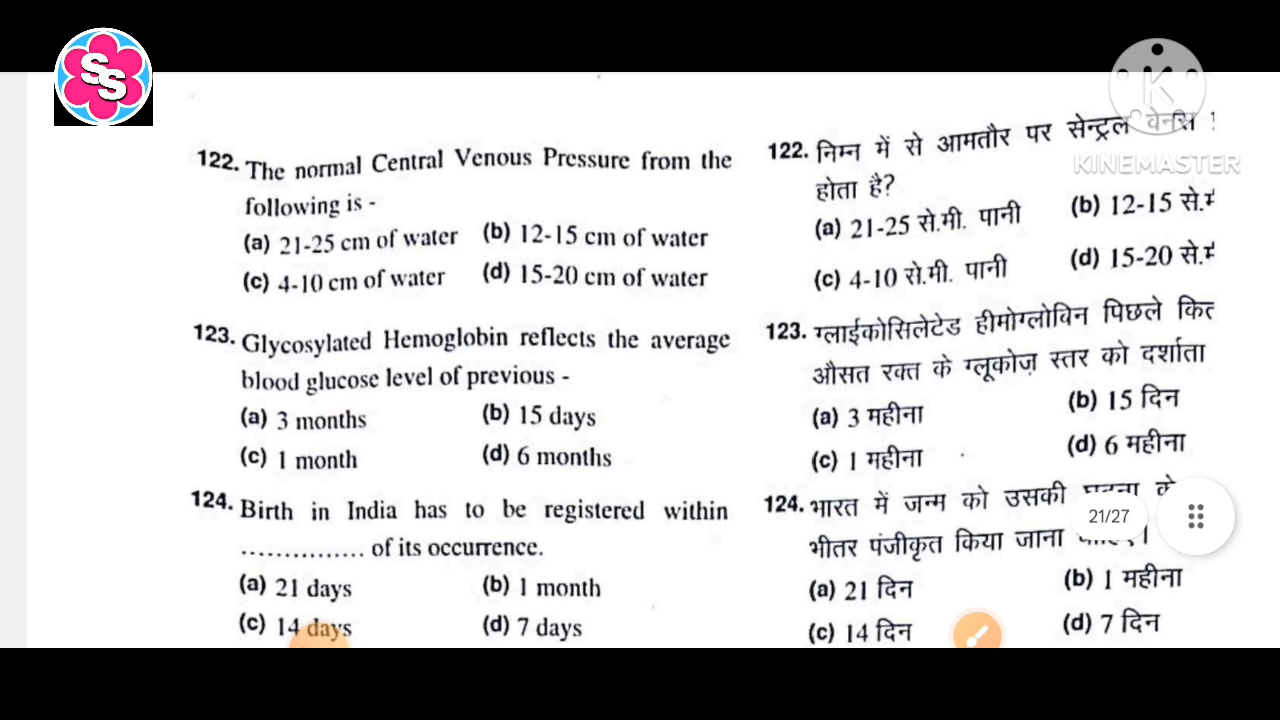 SS
KINEMASTER
122. The normal Central Venous Pressure from the
following is -
(a) 21-25 cm of water (b) 12-15 cm of water
(c) 4-10 cm of water (d) 15-20 cm of water
123. Glycosylated Hemoglobin reflects the average
blood glucose level of previous -
(a) 3 months (b) 15 days
(c) 1 month (d) 6 months
124. Birth in India has to be registered within
............... of its occurrence.
(a) 21 days (b) 1 month
(c) 14 days (d) 7 days
122. निम्न में से आमतौर पर सेन्ट्रल वेनस
होता है?
(a) 21-25 से.मी. पानी (b) 12-15 से.
(c) 4-10 से.मी. पानी (d) 15-20 से.
123. ग्लाईकोसिलेटेड हीमोग्लोविन पिछले
औसत रक्त के ग्लूकोज़ स्तर को दर्शाता
(a) 3 महीना (b) 15 दिन
(c) 1 महीना (d) 6 महीना
124. भारत में जन्म को उसकी
भीतर पंजीकृत किया जाना
(a) 21 दिन (b) 1 महीना
(c) 14 दिन (d) 7 दिन
21/27